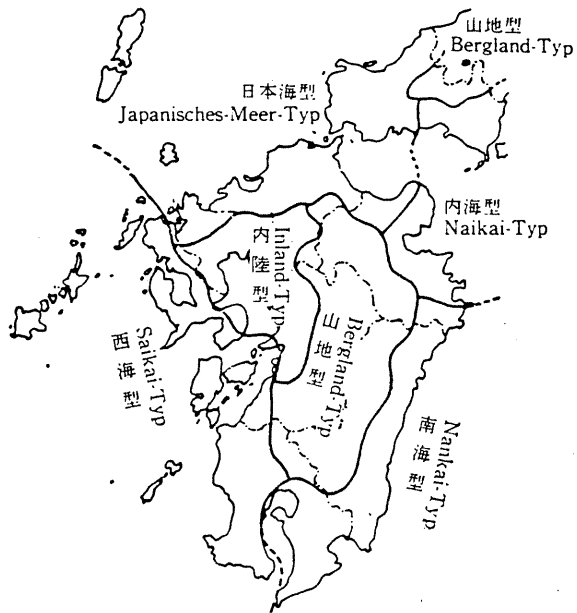 山地型
Bergland-Typ
日本海型
Japanisches-Meer-Typ
内海型
Naikai-Typ
内陸型
Inland-Typ
山地型
Bergland-Typ
西海型
Saikai-Typ
南海型
Nankai-Typ